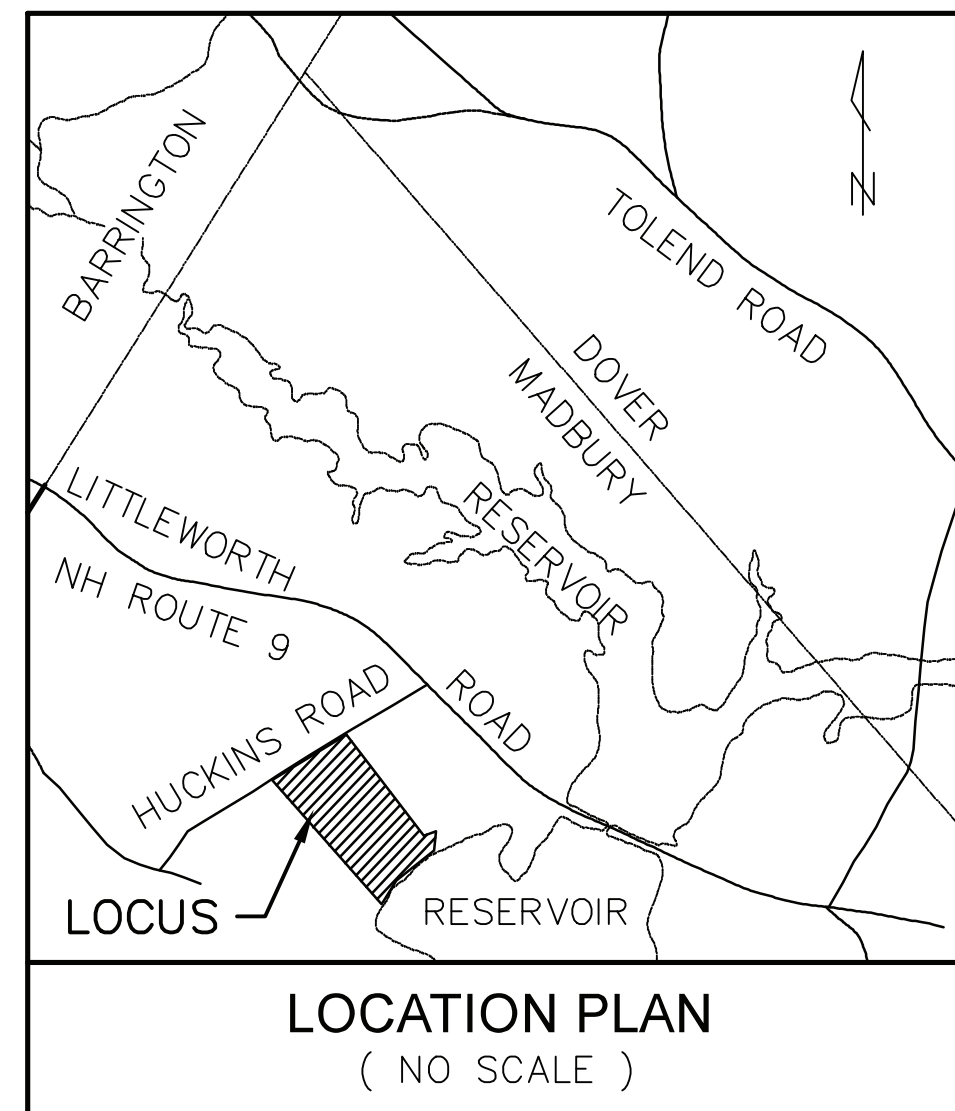 BARRINGTON
N
TOLEND ROAD
DOVER
MADBURY
RESERVOIR
LITTLEWORTH
NH ROUTE 9
ROAD
HUCKINS ROAD
LOCUS
RESERVOIR
LOCATION PLAN
( NO SCALE )